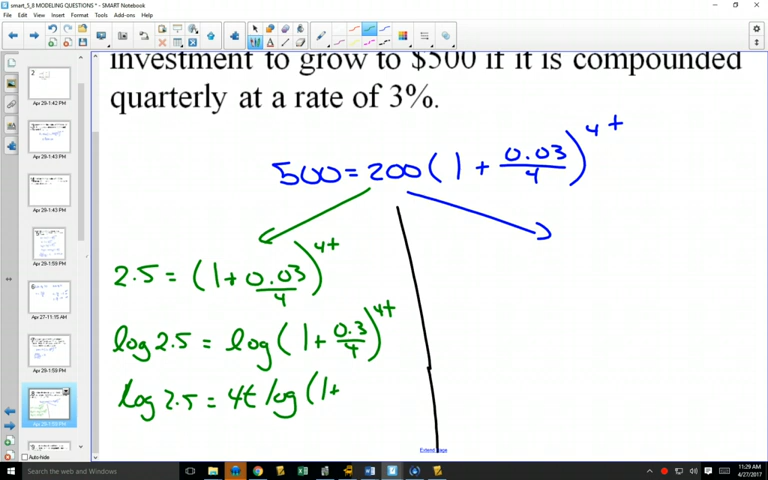 smart_5_8 MODELING QUESTIONS * - SMART Notebook
File Edit View Insert Format Tools Add-ons Help
2
Apr 29-1:42 PM
Apr 29-1:43 PM
Apr 29-1:43 PM
Apr 29-1:59 PM
Apr 27-11:15 AM
Apr 29-1:59 PM
Apr 29-1:59 PM
9
Auto-hide
investment to grow to $500 if it is compounded
quarterly at a rate of 3%.
500 = 200 (1 + 0.03/4)^4t
2.5 = (1 + 0.03/4)^4t
log 2.5 = log (1 + 0.3/4)^4t
log 2.5 = 4t log (1+
Extend Page
Search the web and Windows
11:29 AM
4/27/2017